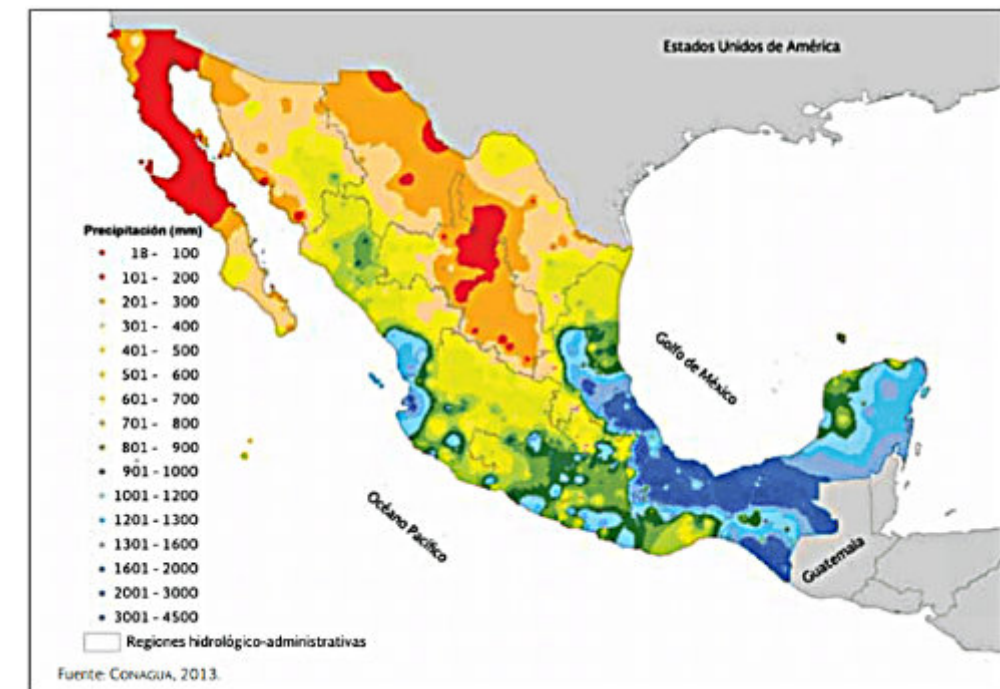 Estados Unidos de América
Precipitación (mm)
18 - 100
101 - 200
201 - 300
301 - 400
401 - 500
501 - 600
601 - 700
701 - 800
801 - 900
901 - 1000
1001 - 1200
1201 - 1300
1301 - 1600
1601 - 2000
2001 - 3000
3001 - 4500
Regiones hidrológico-administrativas
Golfo de México
Océano Pacífico
Guatemala
Fuente: CONAGUA, 2013.